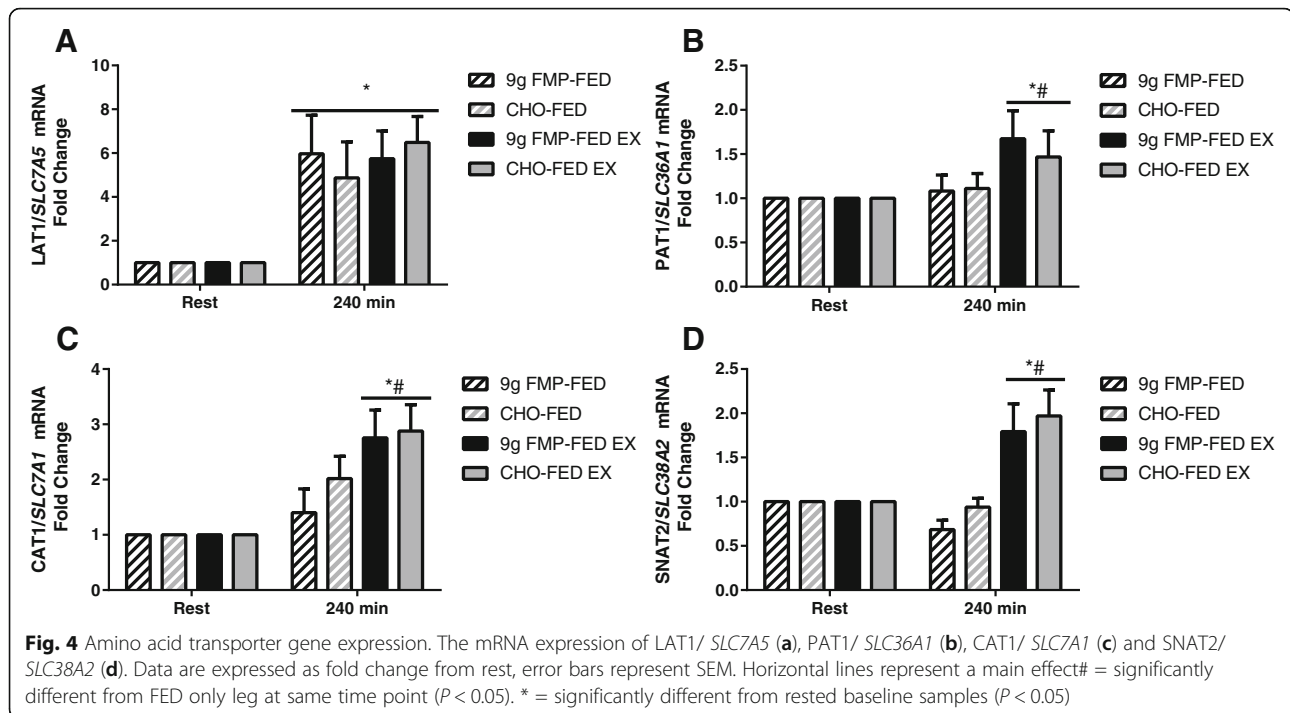 A
LAT1/SLC7A5 mRNA
Fold Change
10
8
6
4
2
0
*
Rest
240 min
9g FMP-FED
CHO-FED
9g FMP-FED EX
CHO-FED EX
B
PAT1/SLC36A1 mRNA
Fold Change
2.5
2.0
1.5
1.0
0.5
0.0
*#
Rest
240 min
9g FMP-FED
CHO-FED
9g FMP-FED EX
CHO-FED EX
C
CAT1/SLC7A1 mRNA
Fold Change
4
3
2
1
0
*#
Rest
240 min
9g FMP-FED
CHO-FED
9g FMP-FED EX
CHO-FED EX
D
SNAT2/SLC38A2 mRNA
Fold Change
2.5
2.0
1.5
1.0
0.5
0.0
*#
Rest
240 min
9g FMP-FED
CHO-FED
9g FMP-FED EX
CHO-FED EX
Fig. 4 Amino acid transporter gene expression. The mRNA expression of LAT1/ SLC7A5 (a), PAT1/ SLC36A1 (b), CAT1/ SLC7A1 (c) and SNAT2/
SLC38A2 (d). Data are expressed as fold change from rest, error bars represent SEM. Horizontal lines represent a main effect# = significantly
different from FED only leg at same time point (P < 0.05). * = significantly different from rested baseline samples (P < 0.05)